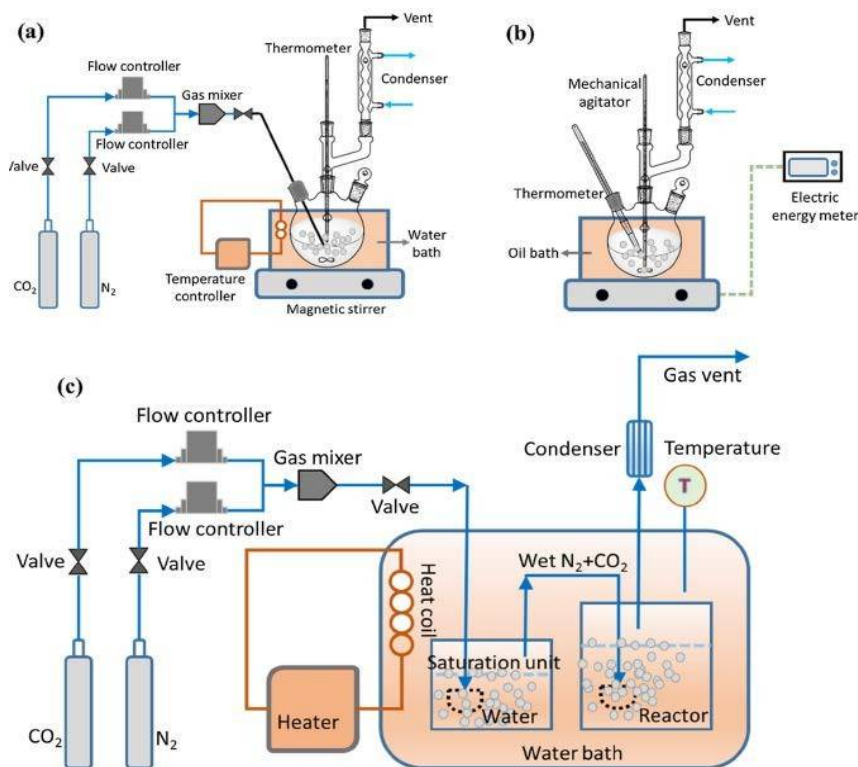 (a)
Vent
Thermometer
Flow controller
Gas mixer
Condenser
Flow controller
Valve
Valve
Water
bath
Temperature
controller
CO2
N2
Magnetic stirrer
(b)
Vent
Mechanical
agitator
Condenser
Thermometer
Electric
energy meter
Oil bath
(c)
Gas vent
Flow controller
Condenser
Temperature
Gas mixer
T
Valve
Flow controller
Valve
Valve
Wet N2+CO2
Heat coil
Saturation unit
Heater
Water
Reactor
CO2
N2
Water bath